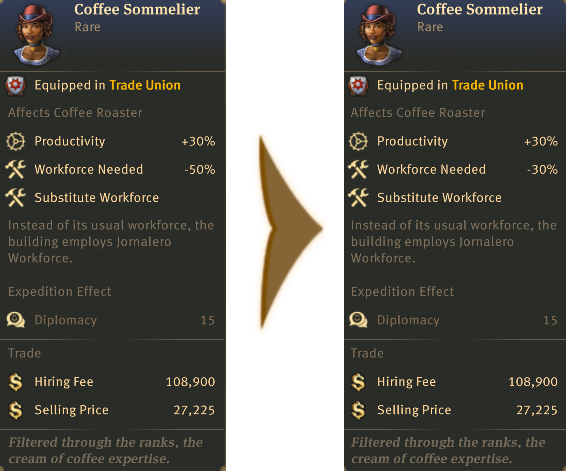 Coffee Sommelier
Rare
Equipped in Trade Union
Affects Coffee Roaster
Productivity +30%
Workforce Needed -50%
Substitute Workforce
Instead of its usual workforce, the
building employs Jornalero
Workforce.
Expedition Effect
Diplomacy 15
Trade
Hiring Fee 108,900
Selling Price 27,225
Filtered through the ranks, the
cream of coffee expertise.
Coffee Sommelier
Rare
Equipped in Trade Union
Affects Coffee Roaster
Productivity +30%
Workforce Needed -30%
Substitute Workforce
Instead of its usual workforce, the
building employs Jornalero
Workforce.
Expedition Effect
Diplomacy 15
Trade
Hiring Fee 108,900
Selling Price 27,225
Filtered through the ranks, the
cream of coffee expertise.